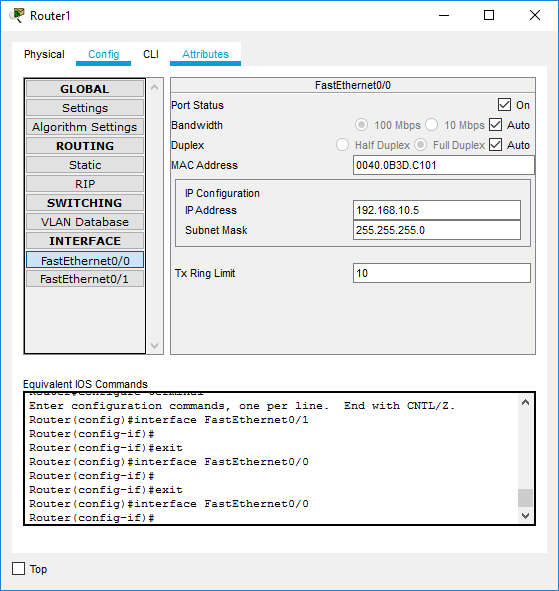 Router1
Physical Config CLI Attributes
GLOBAL
Settings
Algorithm Settings
ROUTING
Static
RIP
SWITCHING
VLAN Database
INTERFACE
FastEthernet0/0
FastEthernet0/1
FastEthernet0/0
Port Status On
Bandwidth 100 Mbps 10 Mbps Auto
Duplex Half Duplex Full Duplex Auto
MAC Address 0040.0B3D.C101
IP Configuration
IP Address 192.168.10.5
Subnet Mask 255.255.255.0
Tx Ring Limit 10
Equivalent IOS Commands
Router#configure terminal
Enter configuration commands, one per line. End with CNTL/Z.
Router(config)#interface FastEthernet0/1
Router(config-if)#
Router(config-if)#exit
Router(config)#interface FastEthernet0/0
Router(config-if)#
Router(config-if)#exit
Router(config)#interface FastEthernet0/0
Router(config-if)#
Top